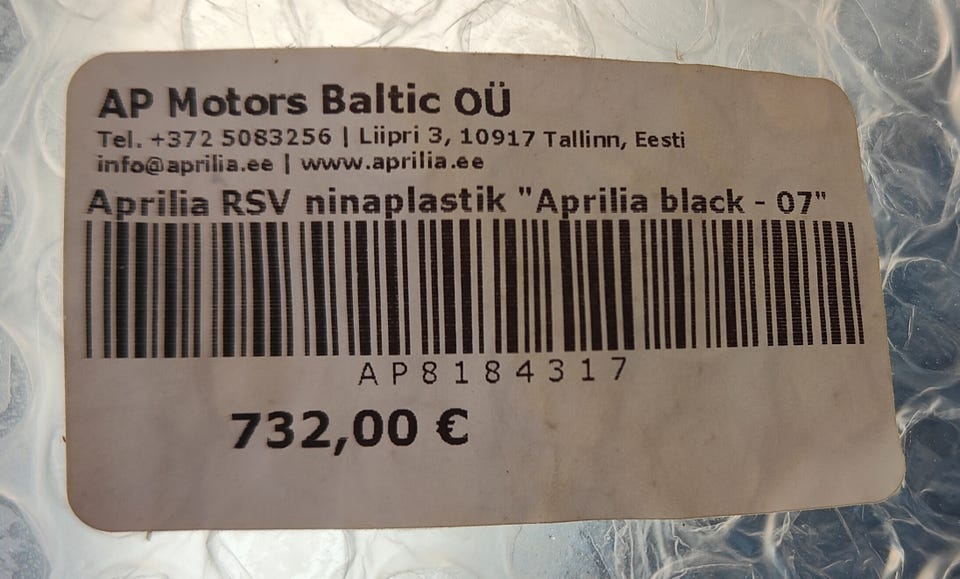 AP Motors Baltic OÜ
Tel. +372 5083256 | Liipri 3, 10917 Tallinn, Eesti
info@aprilia.ee | www.aprilia.ee
Aprilia RSV ninaplastik "Aprilia black - 07"
AP8184317
732,00 €